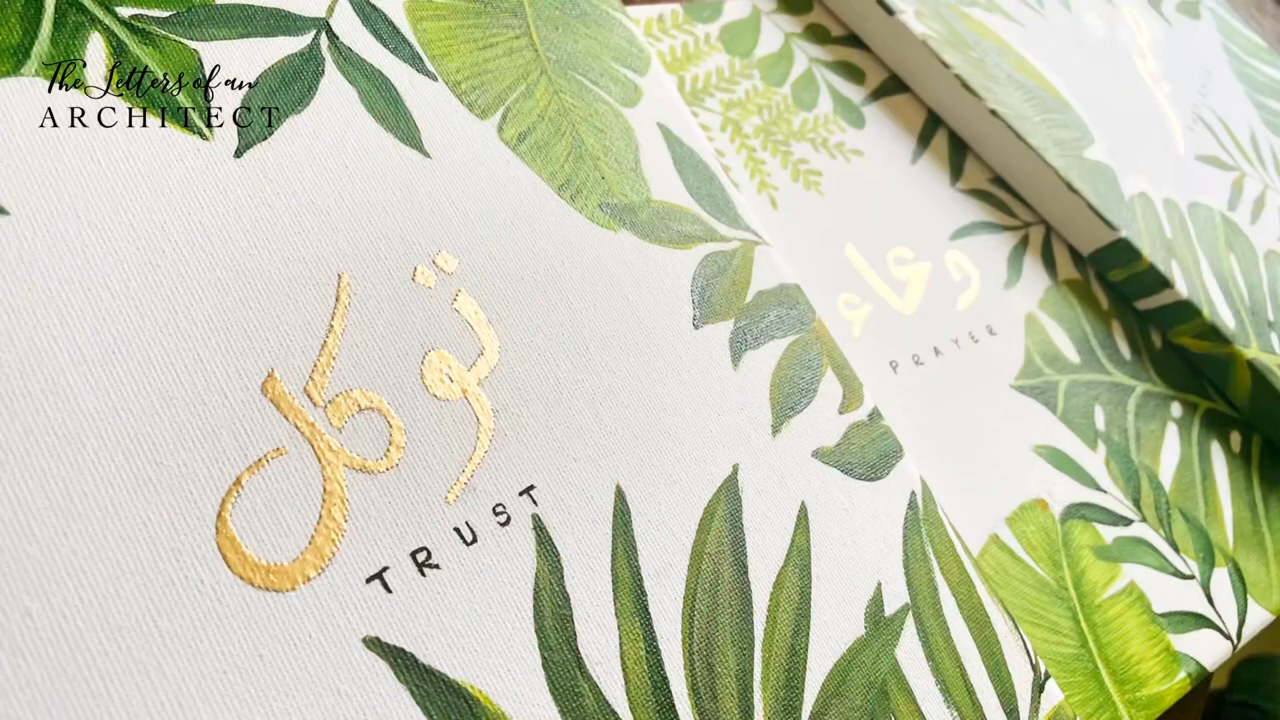 The Letters of an
ARCHITECT
توكل
TRUST
دعاء
PRAYER